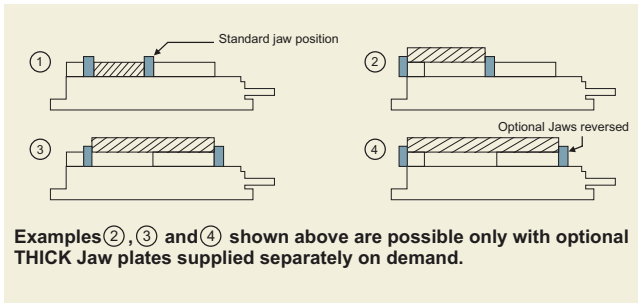 1
Standard jaw position
2
3
4
Optional Jaws reversed
Examples 2, 3 and 4 shown above are possible only with optional
THICK Jaw plates supplied separately on demand.